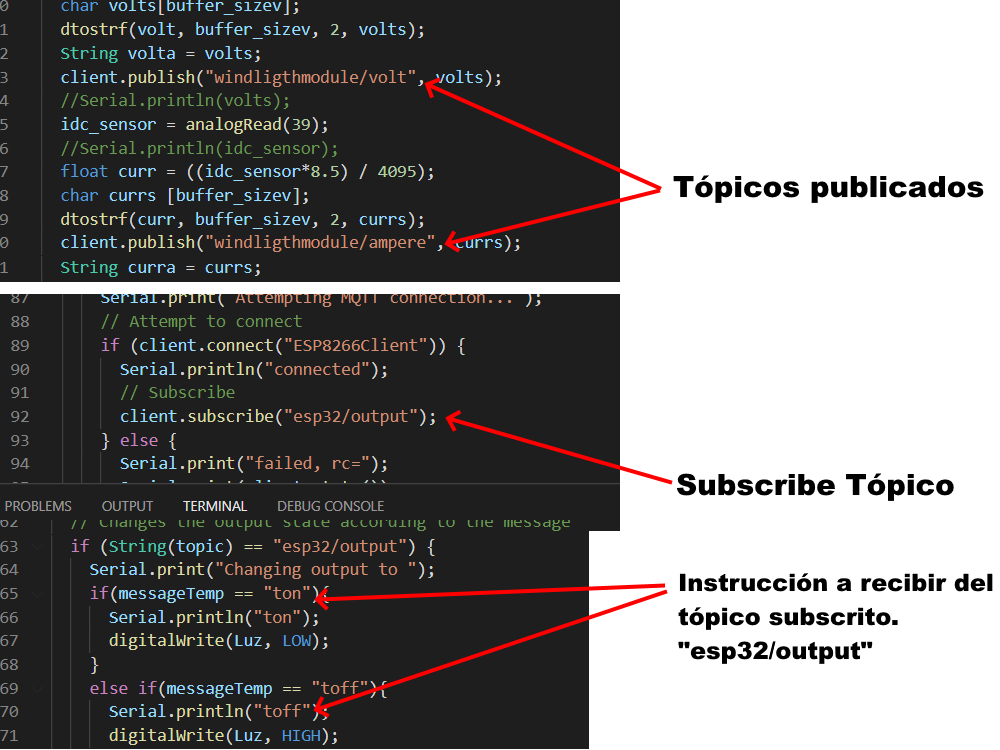 0 char volts[buffer_sizev];
1 dtostrf(volt, buffer_sizev, 2, volts);
2 String volta = volts;
3 client.publish("windligthmodule/volt", volts);
4 //Serial.println(volts);
5 idc_sensor = analogRead(39);
6 //Serial.println(idc_sensor);
7 float curr = ((idc_sensor*8.5) / 4095);
8 char currs [buffer_sizev];
9 dtostrf(curr, buffer_sizev, 2, currs);
0 client.publish("windligthmodule/ampere", currs);
1 String curra = currs;
Tópicos publicados
87 Serial.print("Attempting MQTT connection...");
88 // Attempt to connect
89 if (client.connect("ESP8266Client")) {
90 Serial.println("connected");
91 // Subscribe
92 client.subscribe("esp32/output");
93 } else {
94 Serial.print("failed, rc=");
Subscribe Tópico
PROBLEMS OUTPUT TERMINAL DEBUG CONSOLE
62 // Changes the output state according to the message
63 if (String(topic) == "esp32/output") {
64 Serial.print("Changing output to ");
65 if(messageTemp == "ton"){
66 Serial.println("ton");
67 digitalWrite(Luz, LOW);
68 }
69 else if(messageTemp == "toff"){
70 Serial.println("toff");
71 digitalWrite(Luz, HIGH);
Instrucción a recibir del
tópico subscrito.
"esp32/output"